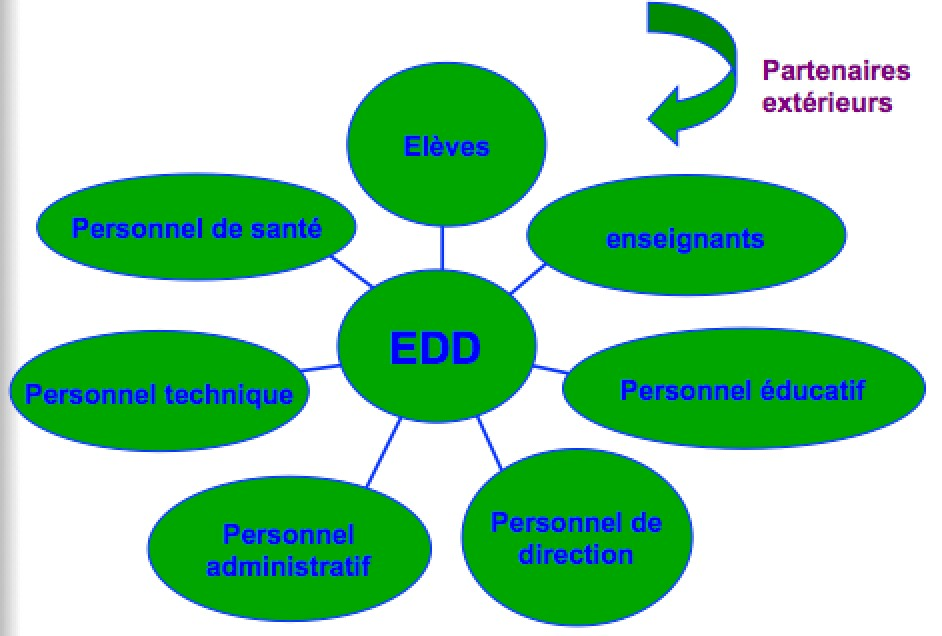 Partenaires
extérieurs
Elèves
Personnel de santé
enseignants
EDD
Personnel technique
Personnel éducatif
Personnel
administratif
Personnel de
direction